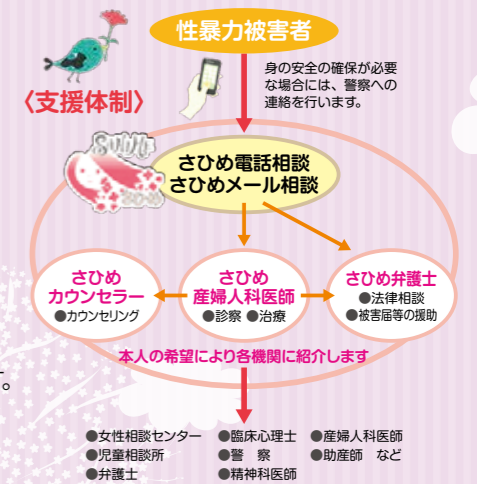 性暴力被害者
身の安全の確保が必要
な場合には、警察への
連絡を行います。
〈支援体制〉
さひめ電話相談
さひめメール相談
さひめ
カウンセラー
●カウンセリング
さひめ
産婦人科医師
●診察 ●治療
さひめ弁護士
●法律相談
●被害届等の援助
本人の希望により各機関に紹介します
。
●女性相談センター ●臨床心理士 ●産婦人科医師
●児童相談所 ●警 察 ●助産師 など
●弁護士 ●精神科医師